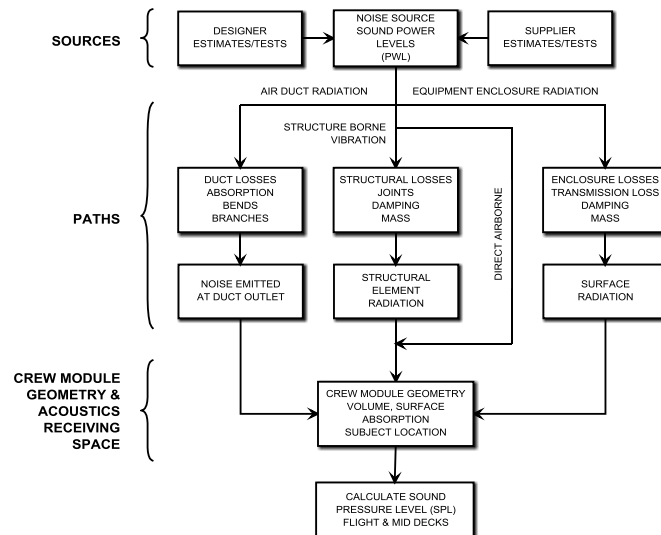 SOURCES
DESIGNER
ESTIMATES/TESTS
NOISE SOURCE
SOUND POWER
LEVELS
(PWL)
SUPPLIER
ESTIMATES/TESTS
AIR DUCT RADIATION
EQUIPMENT ENCLOSURE RADIATION
STRUCTURE BORNE
VIBRATION
PATHS
DUCT LOSSES
ABSORPTION
BENDS
BRANCHES
STRUCTURAL LOSSES
JOINTS
DAMPING
MASS
DIRECT AIRBORNE
ENCLOSURE LOSSES
TRANSMISSION LOSS
DAMPING
MASS
NOISE EMITTED
AT DUCT OUTLET
STRUCTURAL
ELEMENT
RADIATION
SURFACE
RADIATION
CREW MODULE
GEOMETRY &
ACOUSTICS
RECEIVING
SPACE
CREW MODULE GEOMETRY
VOLUME, SURFACE
ABSORPTION
SUBJECT LOCATION
CALCULATE SOUND
PRESSURE LEVEL (SPL)
FLIGHT & MID DECKS